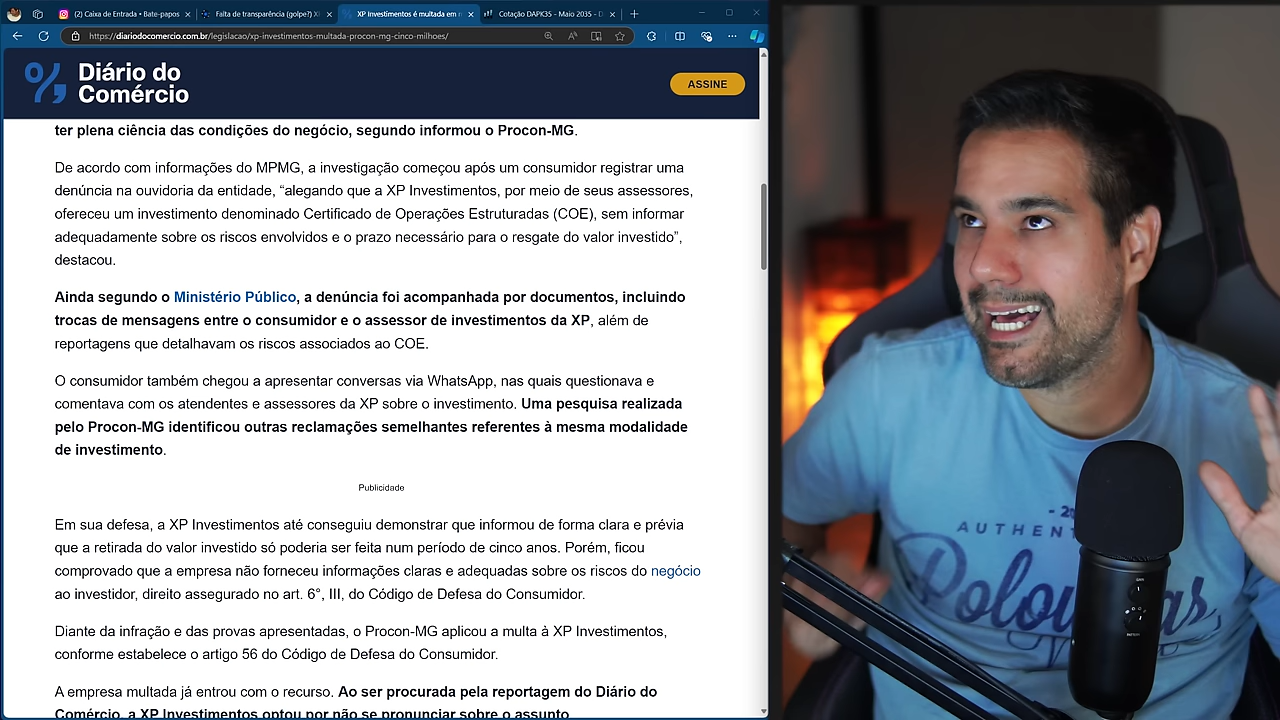 (2) Caixa de Entrada • Bate-papos
Falta de transparência (golpe?) XP
XP Investimentos é multada em
Cotação DAPK35 - Maio 2035 - D
https://diariodocomercio.com.br/legislacao/xp-investimentos-multada-procon-mg-cinco-milhoes/
Diário do
Comércio
ASSINE
ter plena ciência das condições do negócio, segundo informou o Procon-MG.
De acordo com informações do MPMG, a investigação começou após um consumidor registrar uma
denúncia na ouvidoria da entidade, “alegando que a XP Investimentos, por meio de seus assessores,
ofereceu um investimento denominado Certificado de Operações Estruturadas (COE), sem informar
adequadamente sobre os riscos envolvidos e o prazo necessário para o resgate do valor investido”,
destacou.
Ainda segundo o Ministério Público, a denúncia foi acompanhada por documentos, incluindo
trocas de mensagens entre o consumidor e o assessor de investimentos da XP, além de
reportagens que detalhavam os riscos associados ao COE.
O consumidor também chegou a apresentar conversas via WhatsApp, nas quais questionava e
comentava com os atendentes e assessores da XP sobre o investimento. Uma pesquisa realizada
pelo Procon-MG identificou outras reclamações semelhantes referentes à mesma modalidade
de investimento.
Publicidade
Em sua defesa, a XP Investimentos até conseguiu demonstrar que informou de forma clara e prévia
que a retirada do valor investido só poderia ser feita num período de cinco anos. Porém, ficou
comprovado que a empresa não forneceu informações claras e adequadas sobre os riscos do negócio
ao investidor, direito assegurado no art. 6°, III, do Código de Defesa do Consumidor.
Diante da infração e das provas apresentadas, o Procon-MG aplicou a multa à XP Investimentos,
conforme estabelece o artigo 56 do Código de Defesa do Consumidor.
A empresa multada já entrou com o recurso. Ao ser procurada pela reportagem do Diário do
Comércio, a XP Investimentos optou por não se pronunciar sobre o assunto.